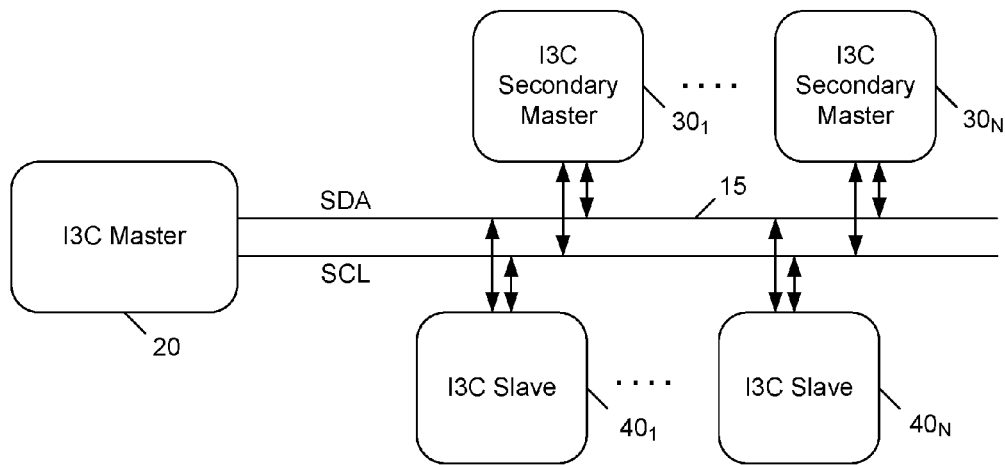 I3C
Secondary
Master
30₁
. . . .
I3C
Secondary
Master
30ₙ
I3C Master
20
SDA
SCL
15
I3C Slave
40₁
. . . .
I3C Slave
40ₙ